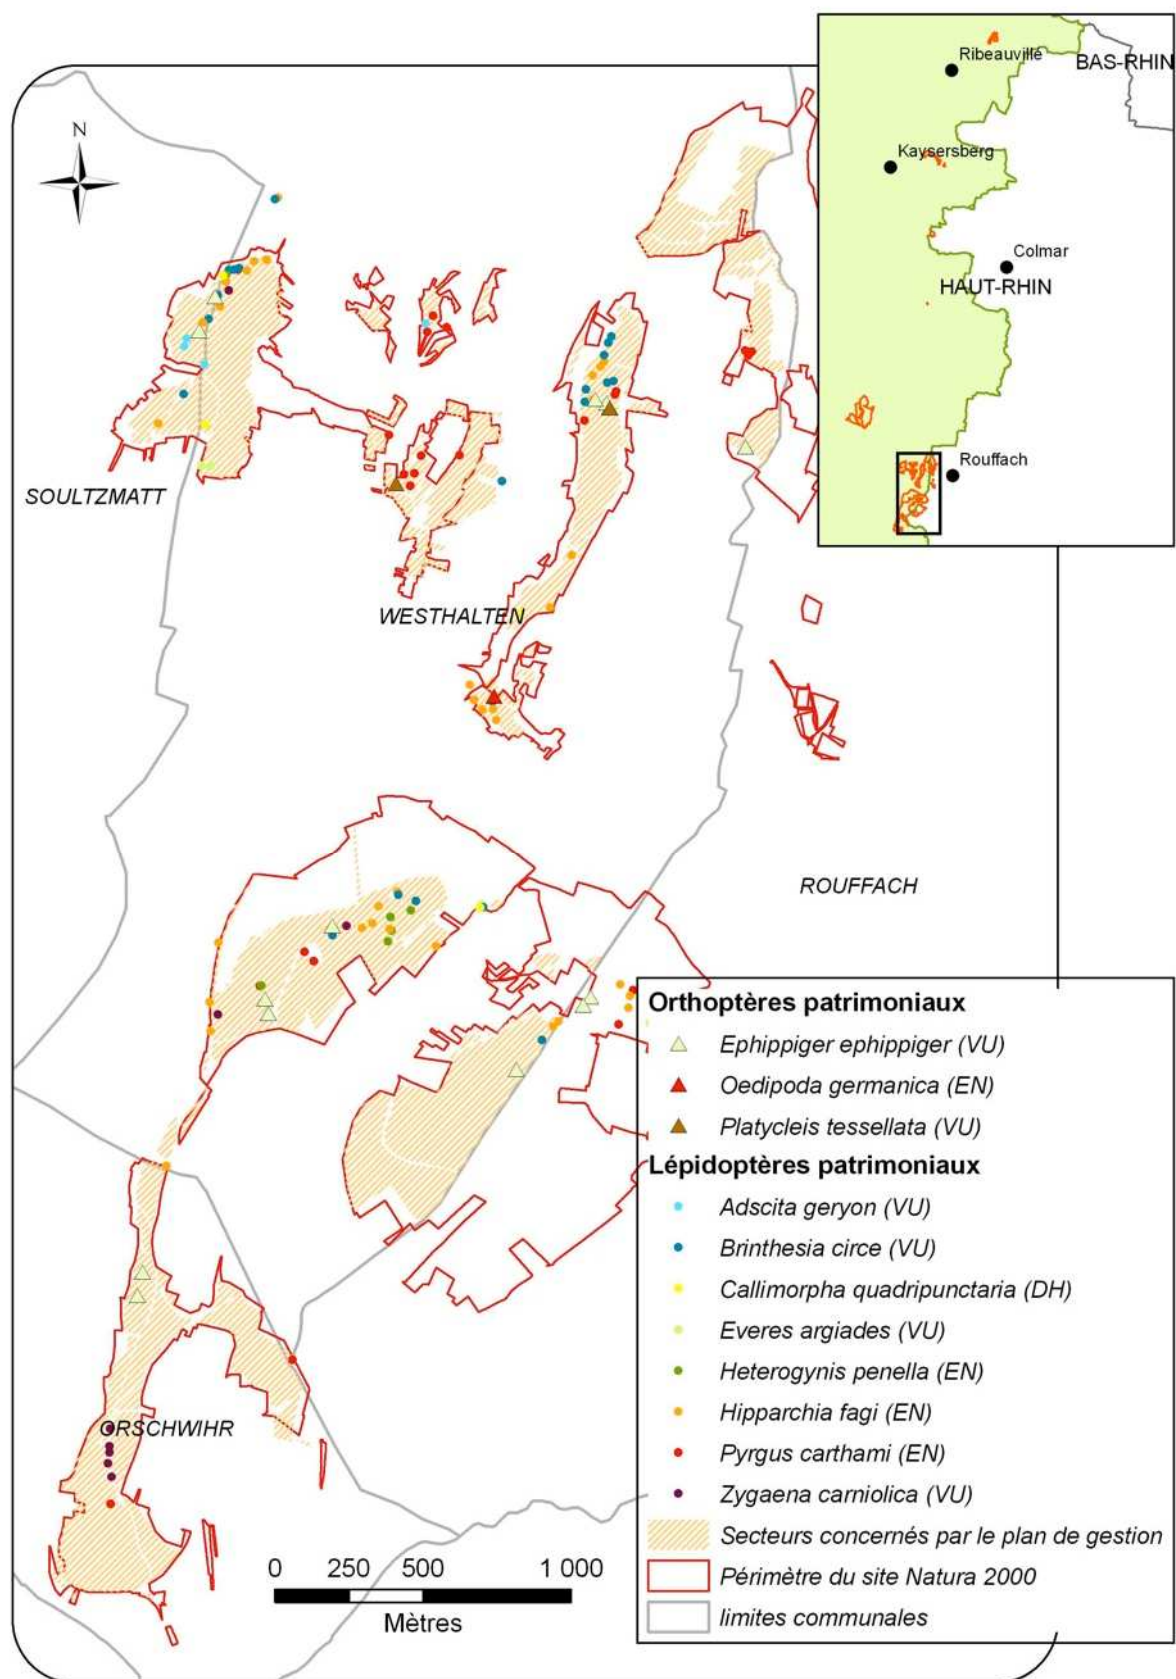 N
Ribeauvillé
BAS-RHIN
Kaysersberg
Colmar
HAUT-RHIN
Rouffach
SOULTZMATT
WESTHALTEN
ROUFFACH
ORSCHWIHR
Orthoptères patrimoniaux
Ephippiger ephippiger (VU)
Oedipoda germanica (EN)
Platycleis tessellata (VU)
Lépidoptères patrimoniaux
Adscita geryon (VU)
Brinthesia circe (VU)
Callimorpha quadripunctaria (DH)
Everes argiades (VU)
Heterogynis penella (EN)
Hipparchia fagi (EN)
Pyrgus carthami (EN)
Zygaena carniolica (VU)
Secteurs concernés par le plan de gestion
Périmètre du site Natura 2000
limites communales
0 250 500 1 000
Mètres